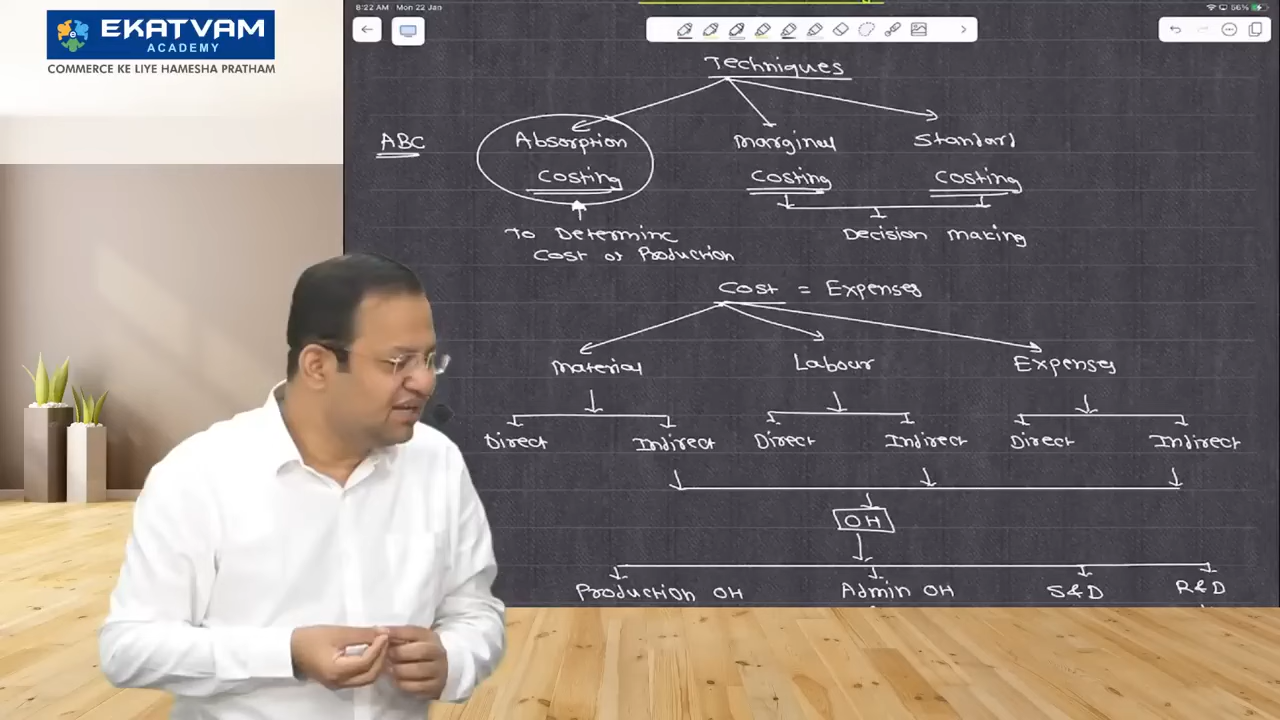 EKATVAM
ACADEMY
COMMERCE KE LIYE HAMESHA PRATHAM
8:22 AM Mon 22 Jan
56%
Techniques
ABC
Absorption Marginal Standard
Costing Costing Costing
To Determine Decision Making
Cost of Production
Cost = Expenses
Material Labour Expenses
Direct Indirect Direct Indirect Direct Indirect
OH
Production OH Admin OH S&D R&D